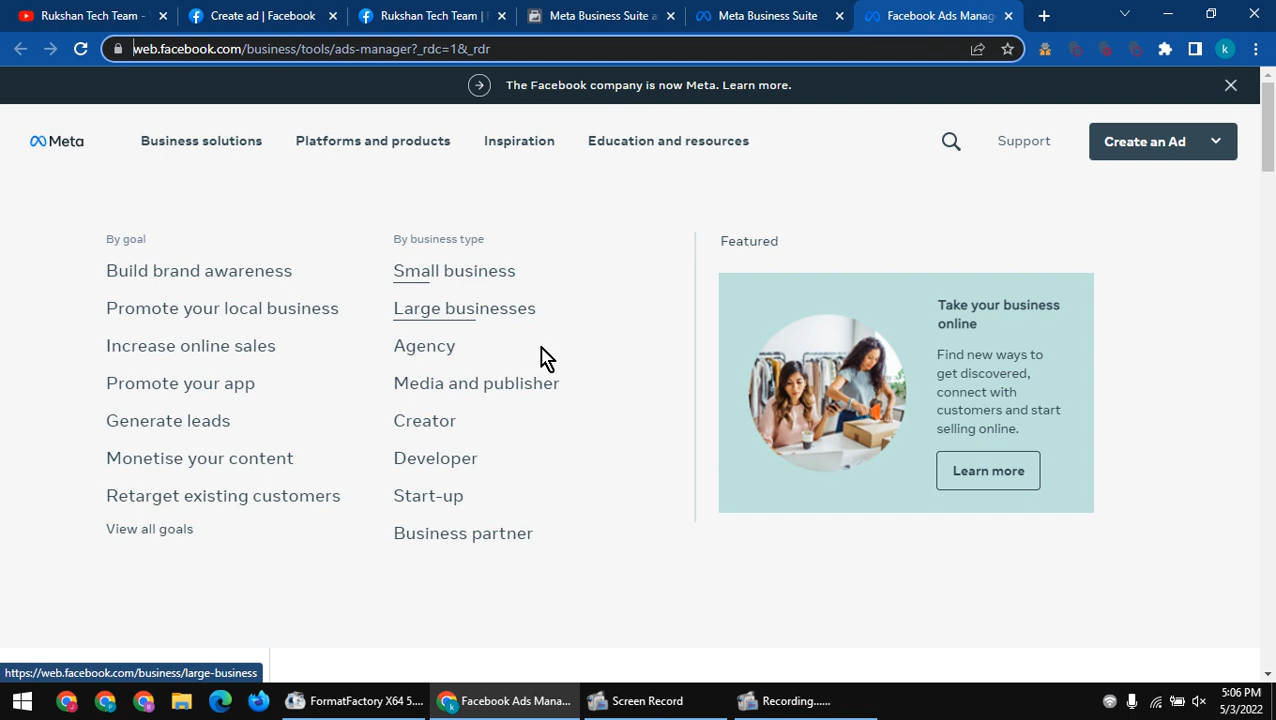 Rukshan Tech Team -
Create ad | Facebook
Rukshan Tech Team |
Meta Business Suite a
Meta Business Suite
Facebook Ads Mana
web.facebook.com/business/tools/ads-manager?_rdc=1&_rdr
k
The Facebook company is now Meta. Learn more.
Meta
Business solutions
Platforms and products
Inspiration
Education and resources
Support
Create an Ad
By goal
Build brand awareness
Promote your local business
Increase online sales
Promote your app
Generate leads
Monetise your content
Retarget existing customers
View all goals
By business type
Small business
Large businesses
Agency
Media and publisher
Creator
Developer
Start-up
Business partner
Featured
Take your business
online
Find new ways to
get discovered,
connect with
customers and start
selling online.
Learn more
https://web.facebook.com/business/large-business
FormatFactory X64 5....
Facebook Ads Mana...
Screen Record
Recording......
5:06 PM
5/3/2022